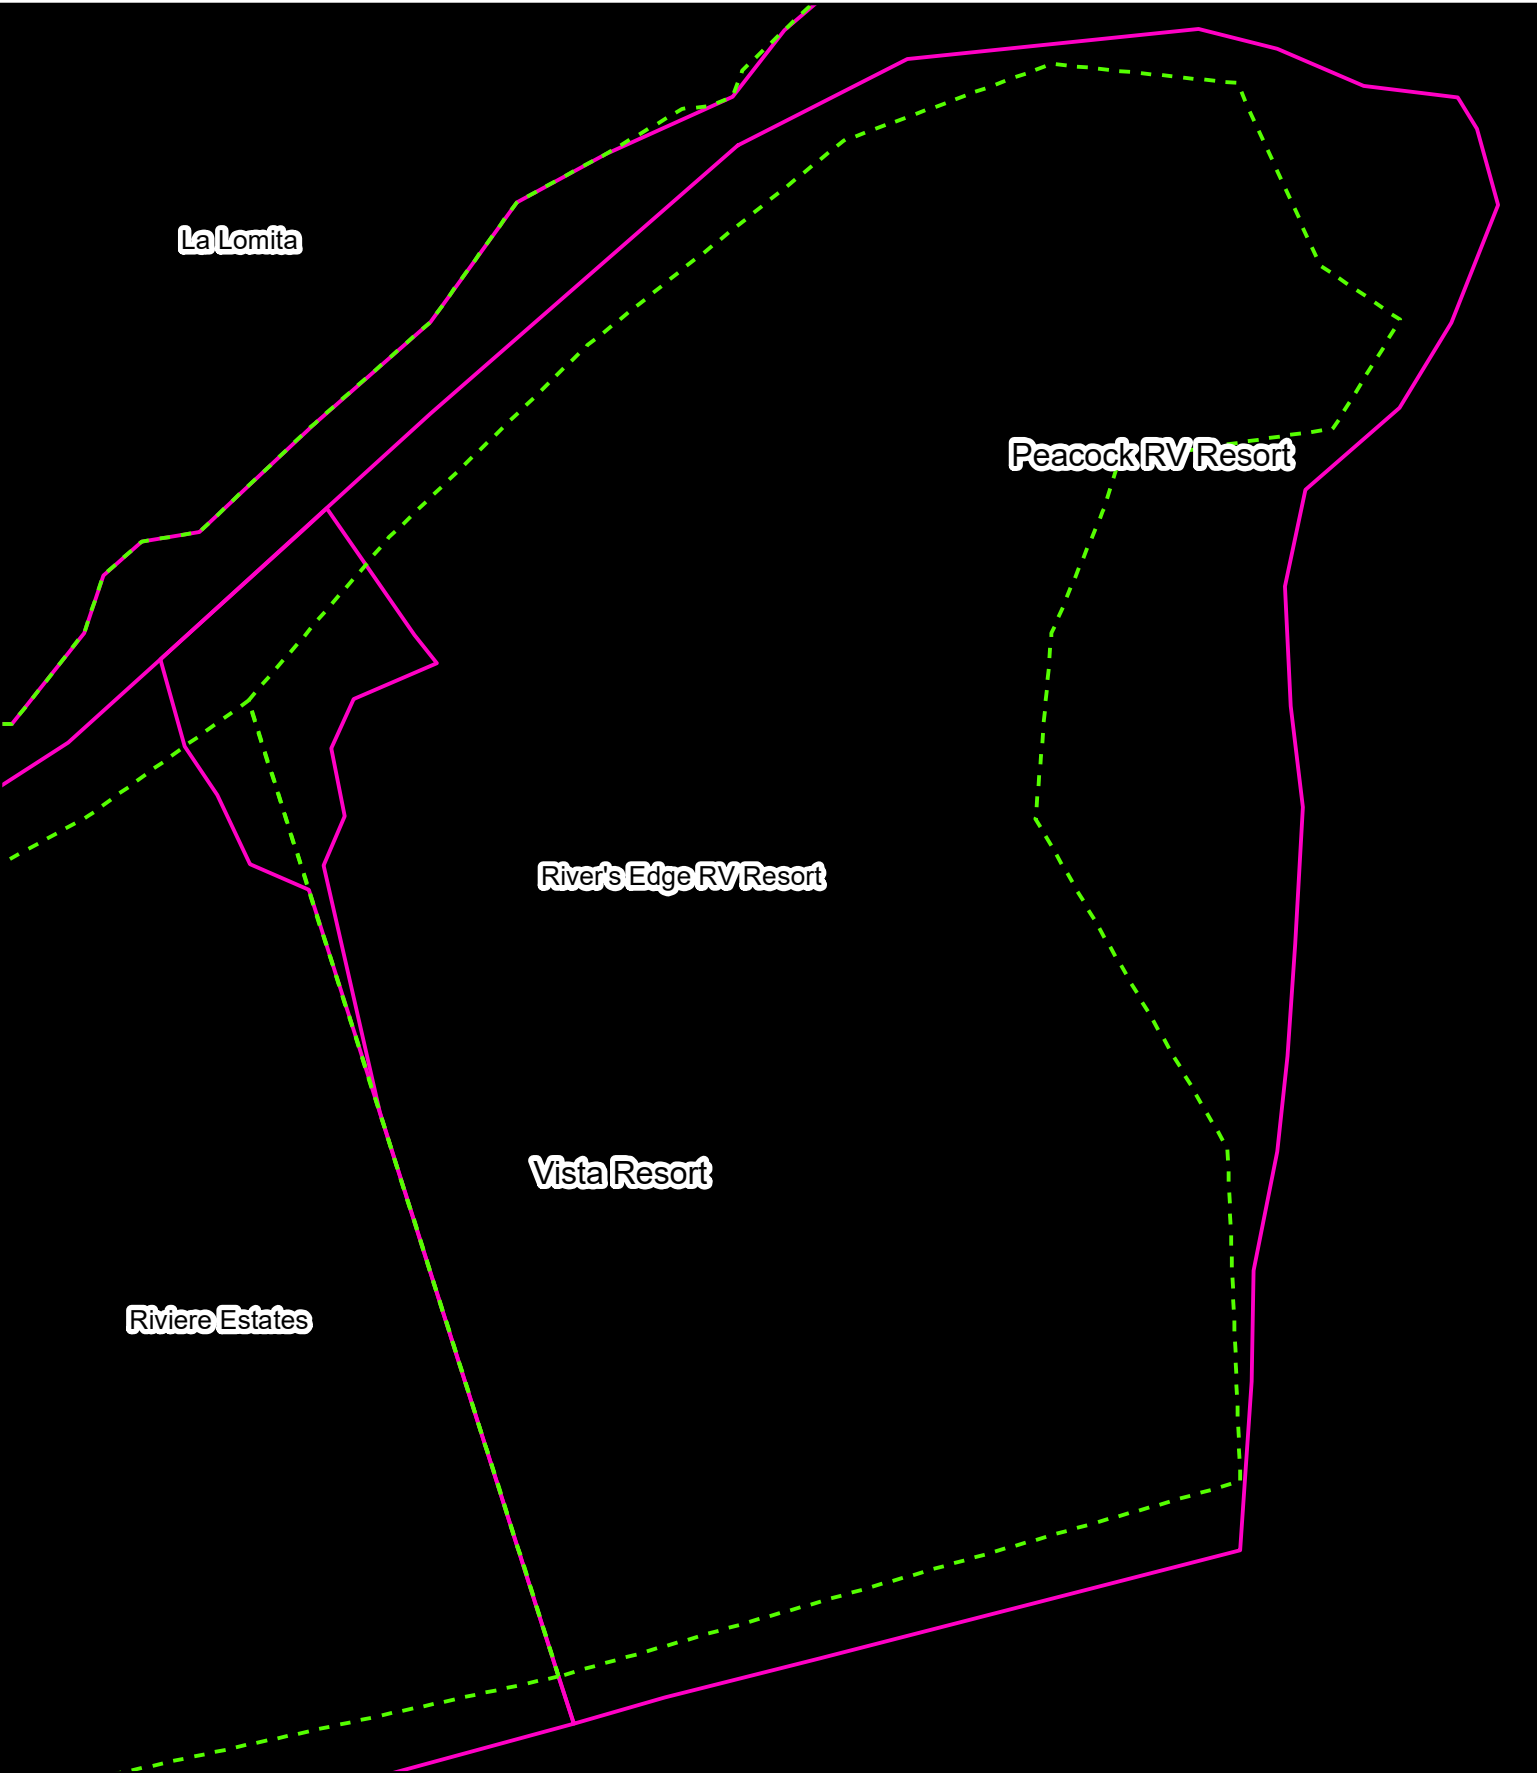 La Lomita
Peacock RV Resort
River's Edge RV Resort
Vista Resort
Riviere Estates